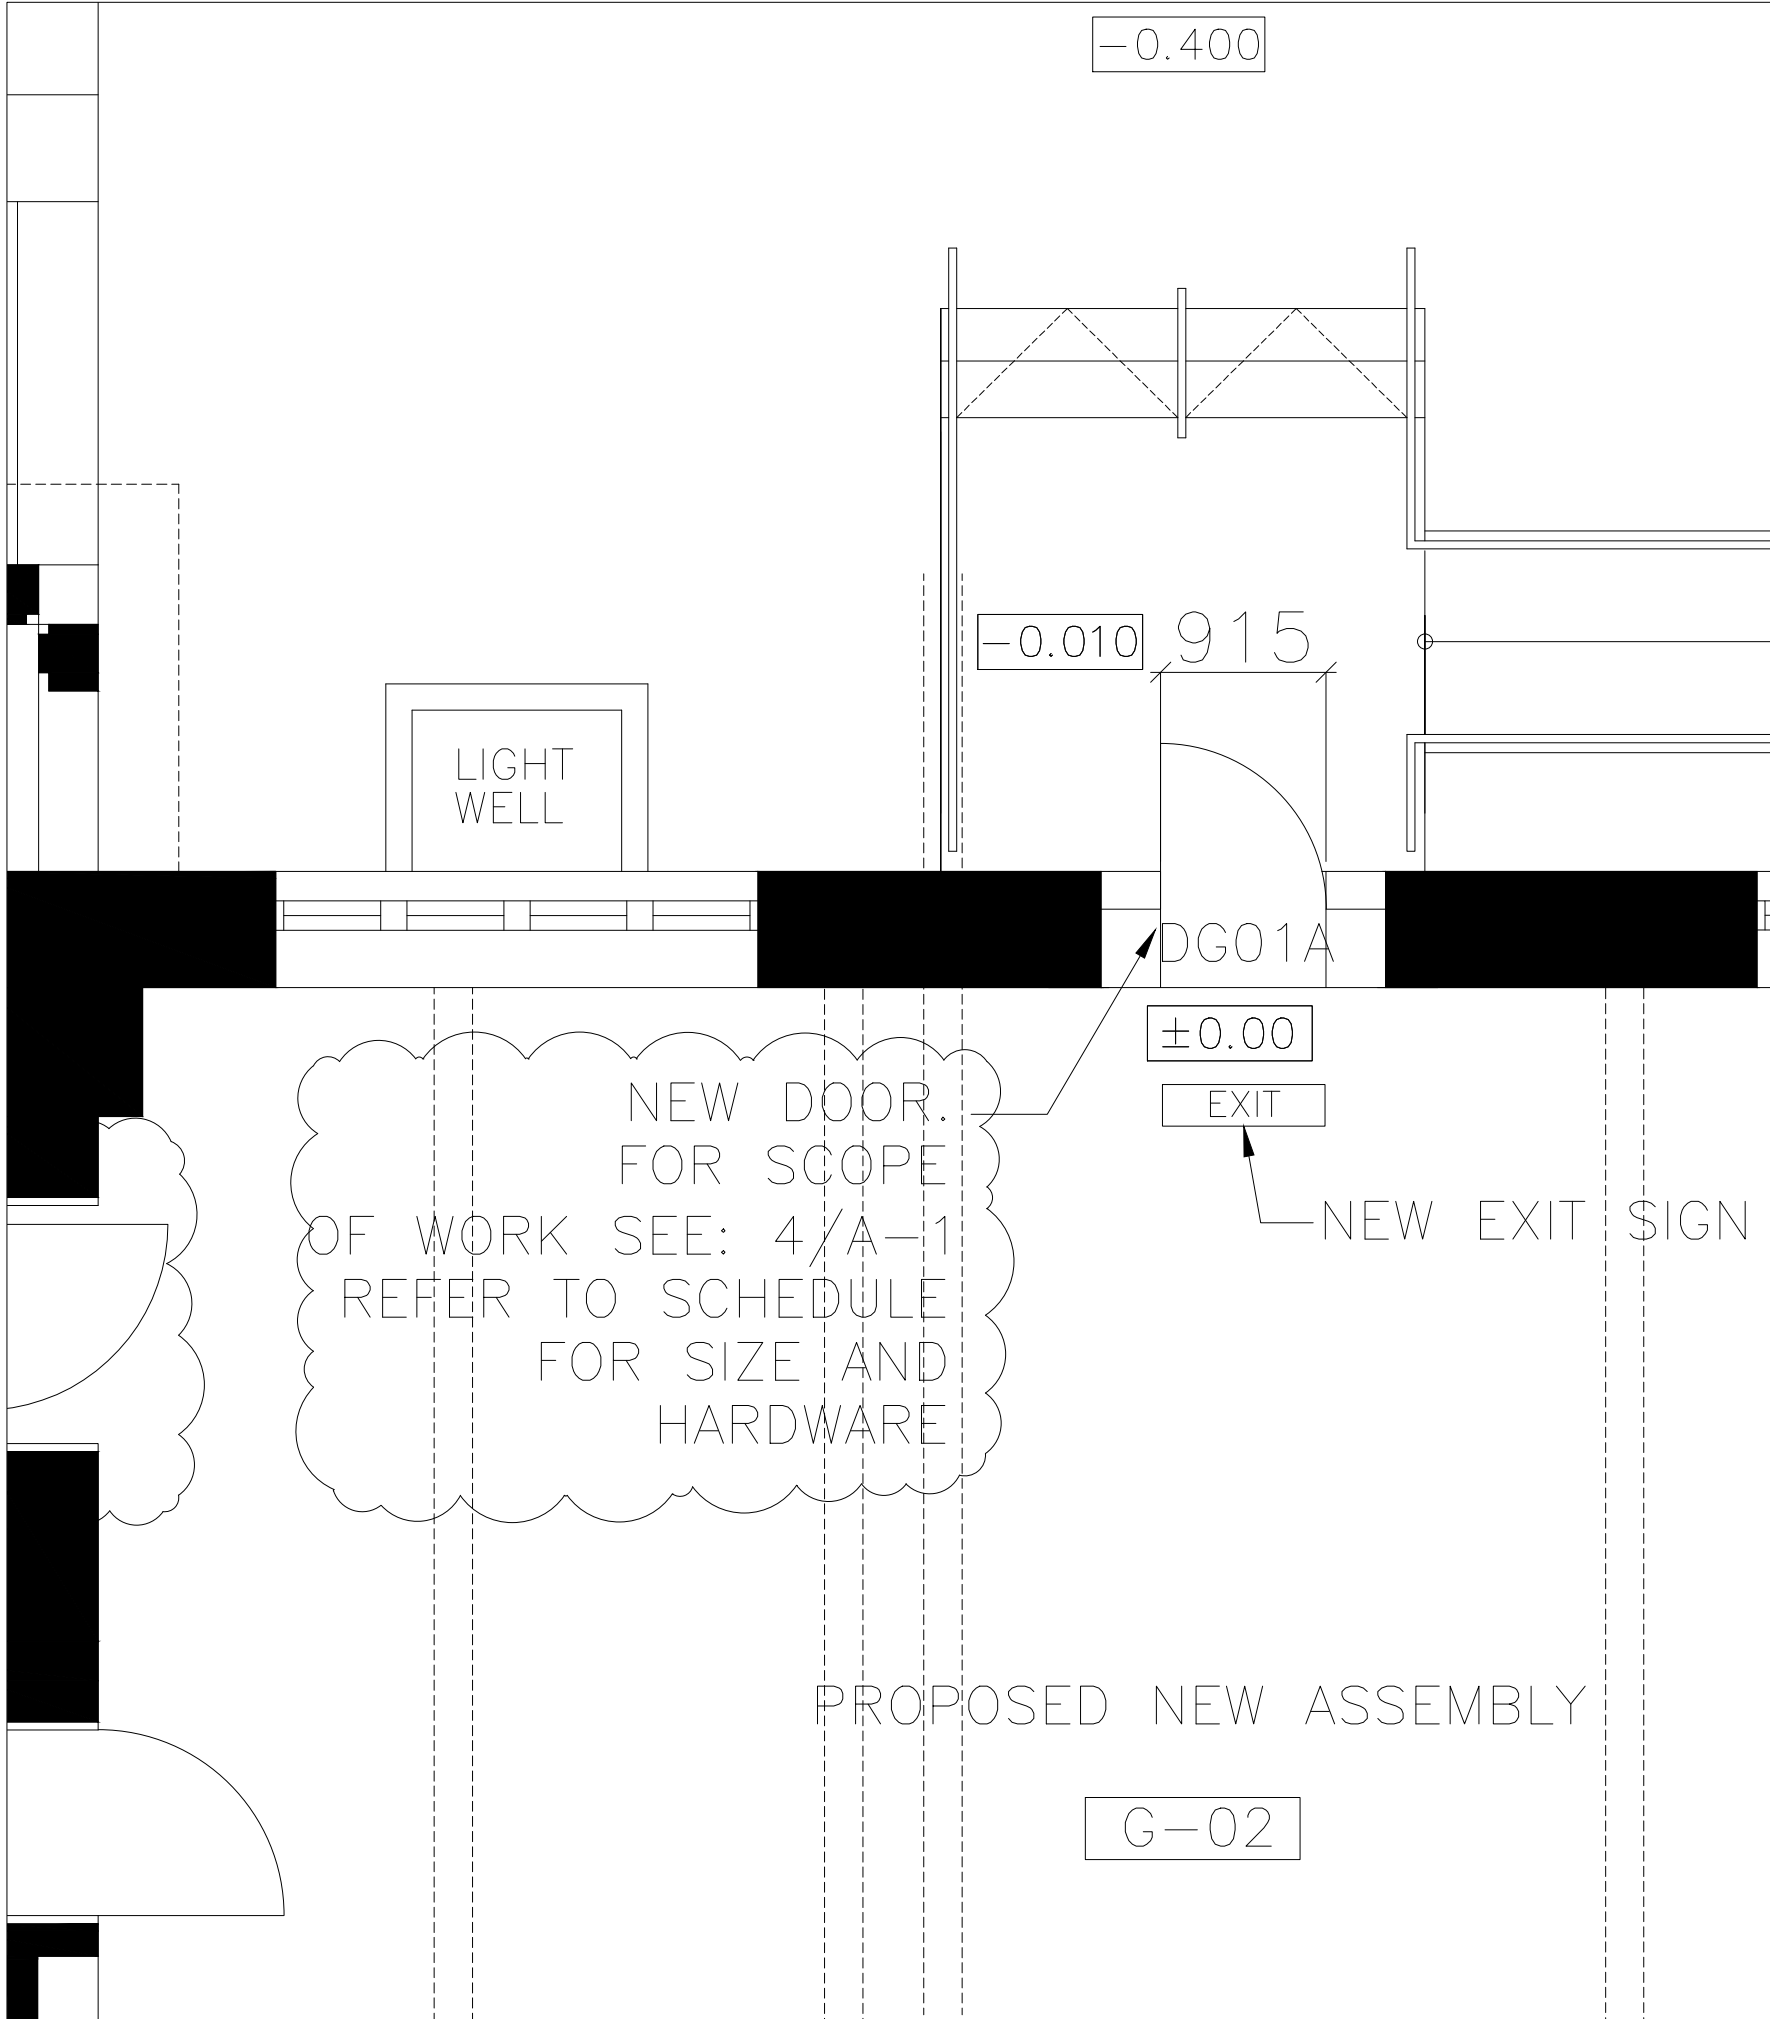 -0.400
-0.010
915
LIGHT
WELL
DG01A
±0.00
EXIT
NEW DOOR.
FOR SCOPE
OF WORK SEE: 4/A-1
REFER TO SCHEDULE
FOR SIZE AND
HARDWARE
NEW EXIT SIGN
PROPOSED NEW ASSEMBLY
G-02